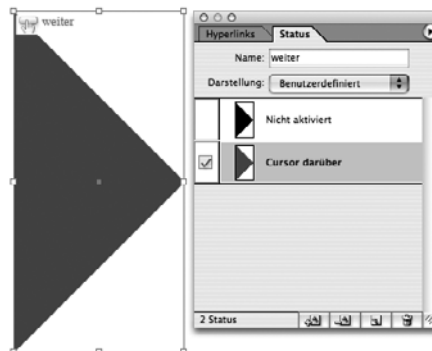 weiter
Hyperlinks Status
Name: weiter
Darstellung: Benutzerdefiniert
Nicht aktiviert
Cursor darüber
2 Status